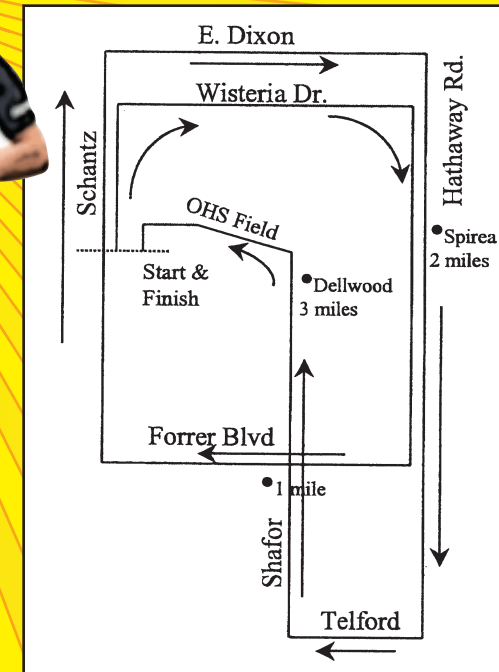 E. Dixon
Wisteria Dr.
Hathaway Rd.
Schantz
OHS Field
Spirea
2 miles
Start &
Finish
Dellwood
3 miles
Forrer Blvd
1 mile
Shafor
Telford